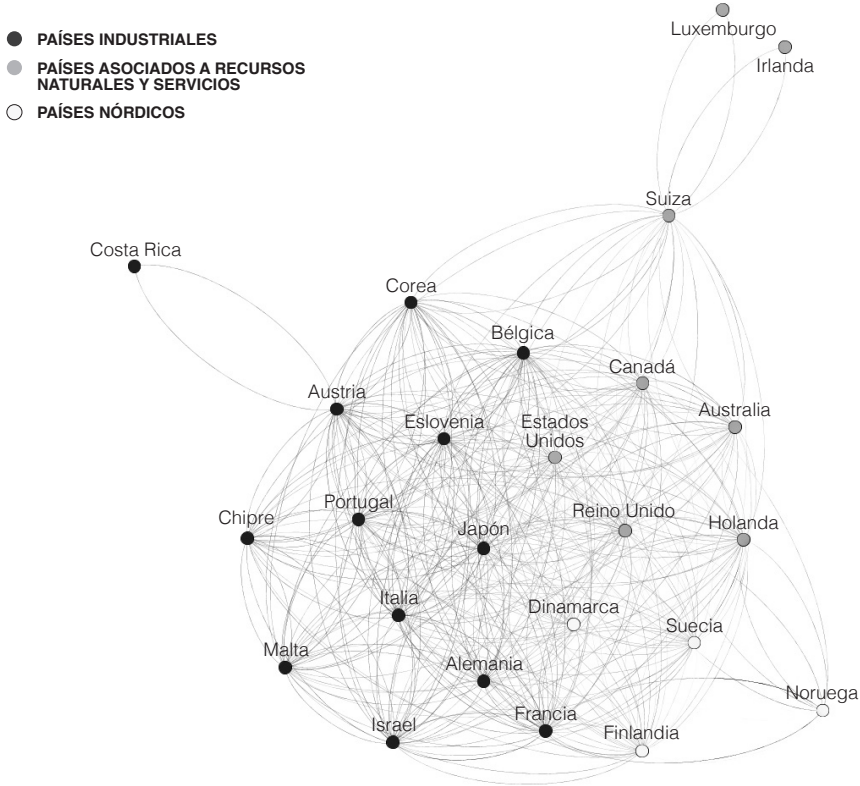 PAÍSES INDUSTRIALES
PAÍSES ASOCIADOS A RECURSOS
NATURALES Y SERVICIOS
PAÍSES NÓRDICOS
Luxemburgo
Irlanda
Suiza
Costa Rica
Corea
Bélgica
Canadá
Austria
Australia
Eslovenia
Estados
Unidos
Portugal
Reino Unido
Chipre
Japón
Holanda
Italia
Dinamarca
Suecia
Malta
Alemania
Noruega
Israel
Francia
Finlandia